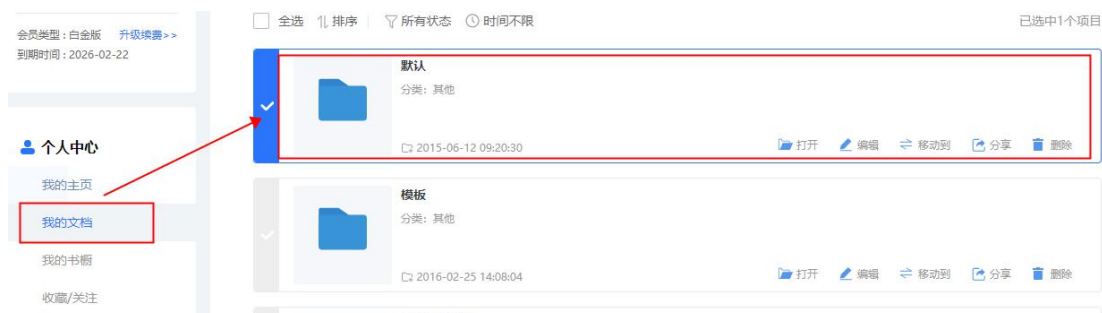 会员类型：白金版 升级续费>>
到期时间：2026-02-22
个人中心
我的主页
我的文档
我的书橱
收藏/关注
全选 排序 所有状态 时间不限 已选中1个项目
默认
分类：其他
2015-06-12 09:20:30 打开 编辑 移动到 分享 删除
模板
分类：其他
2016-02-25 14:08:04 打开 编辑 移动到 分享 删除